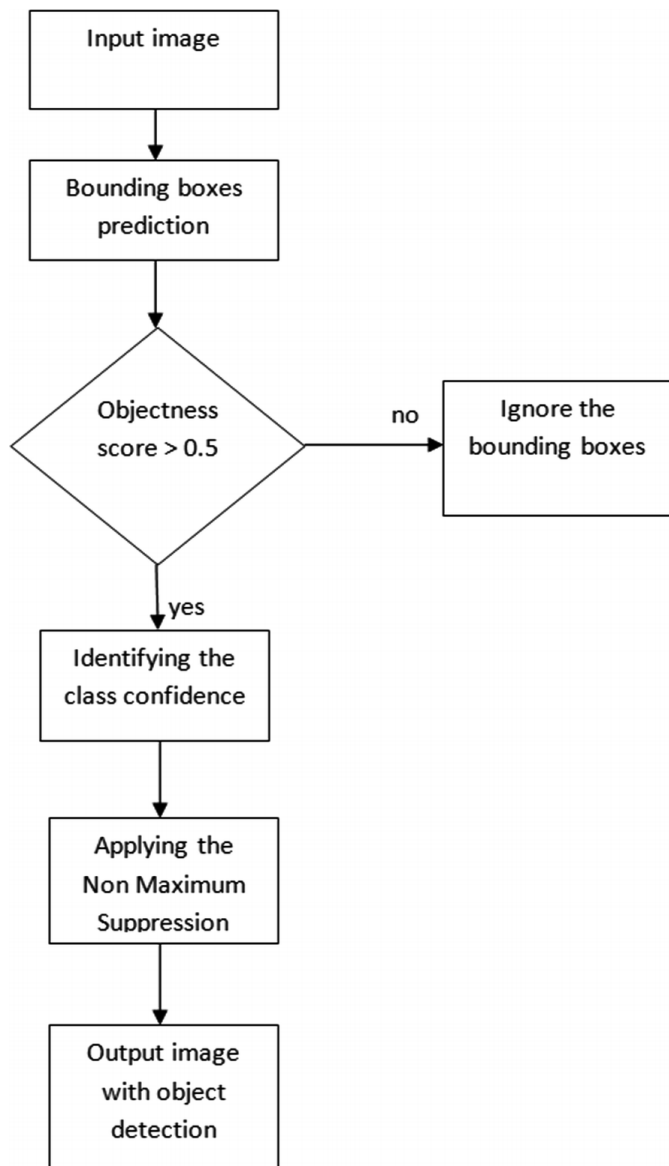 Input image
Bounding boxes
prediction
Objectness
score > 0.5
no
Ignore the
bounding boxes
yes
Identifying the
class confidence
Applying the
Non Maximum
Suppression
Output image
with object
detection